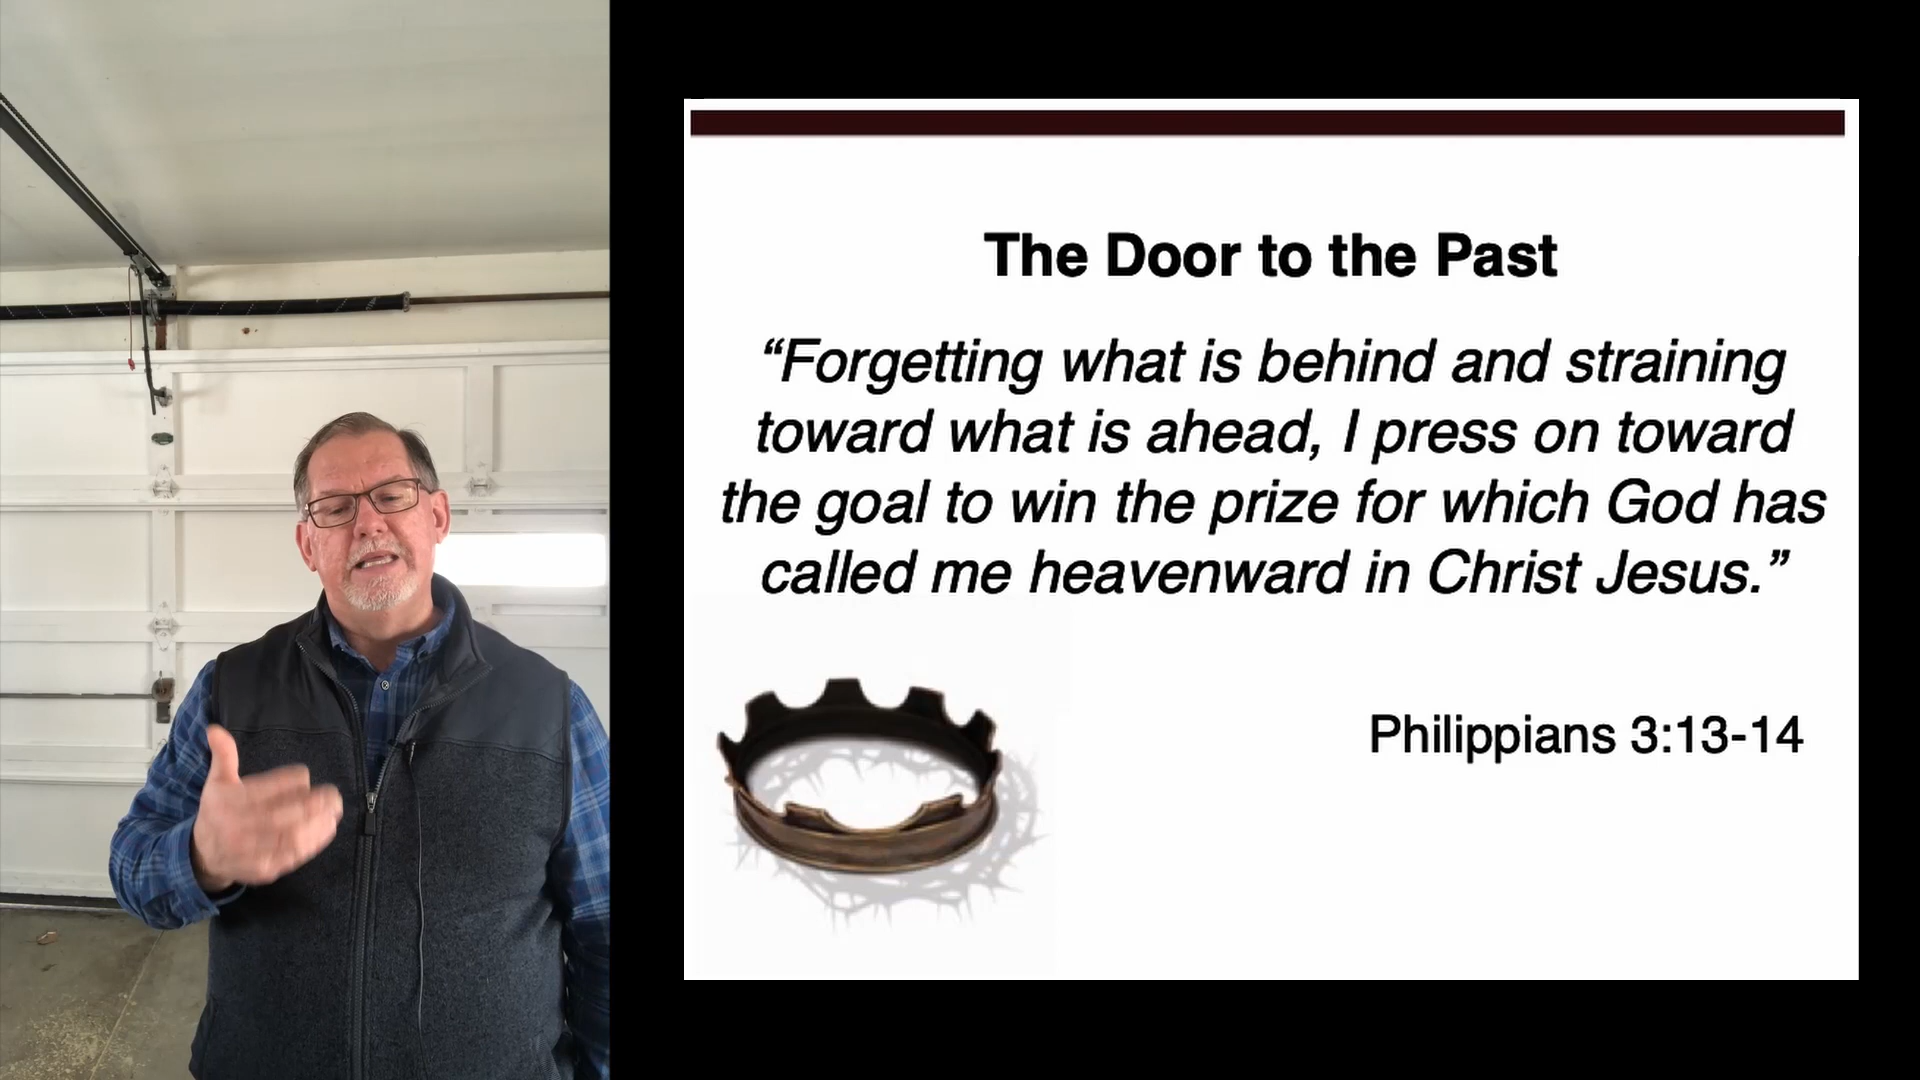 The Door to the Past
“Forgetting what is behind and straining
toward what is ahead, I press on toward
the goal to win the prize for which God has
called me heavenward in Christ Jesus.”
Philippians 3:13-14